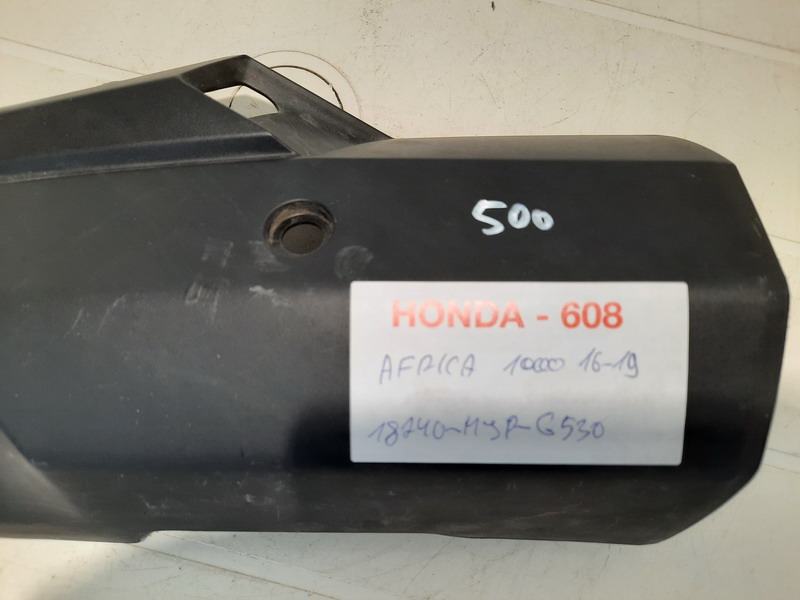 500
HONDA - 608
AFRICA 1000 16-19
18740-MJP-G530